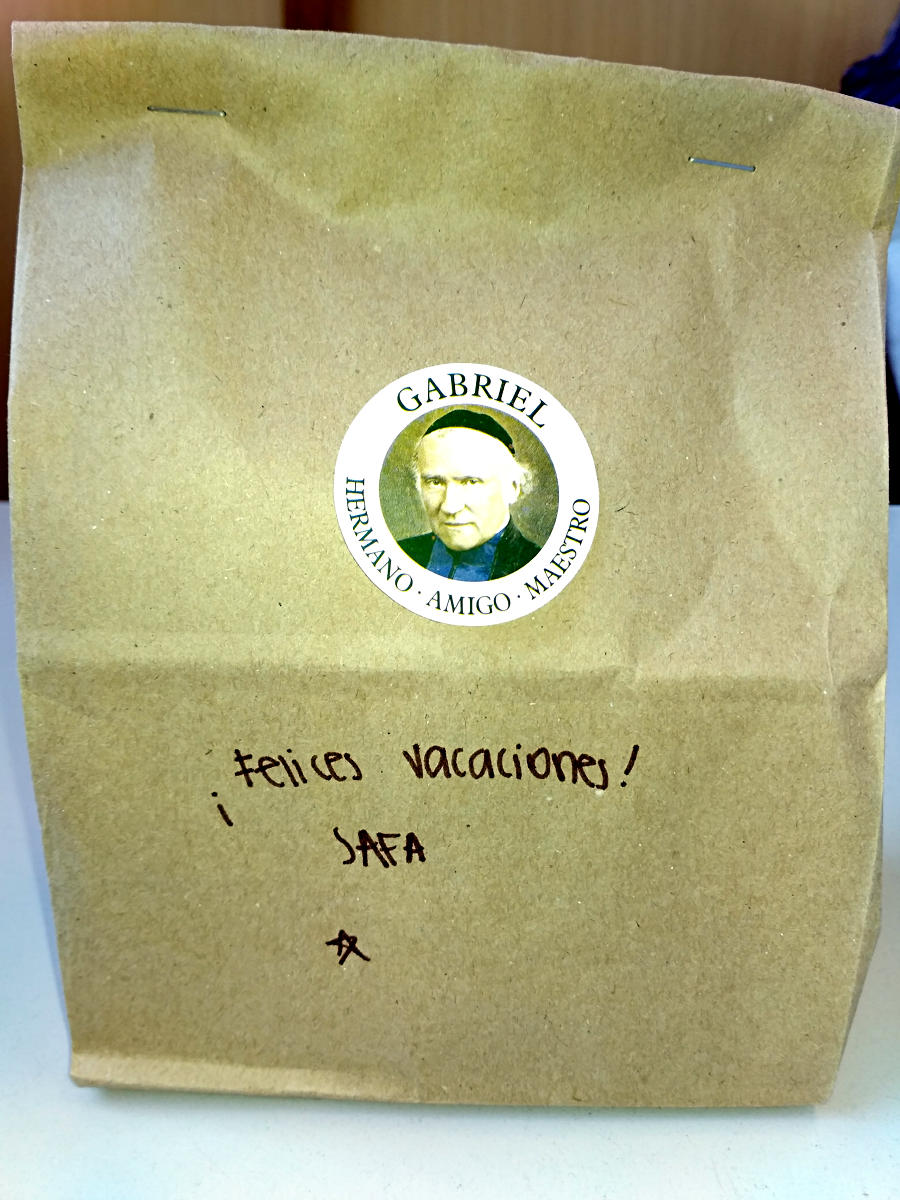 GABRIEL
HERMANO · AMIGO · MAESTRO
¡Felices vacaciones!
SAFA